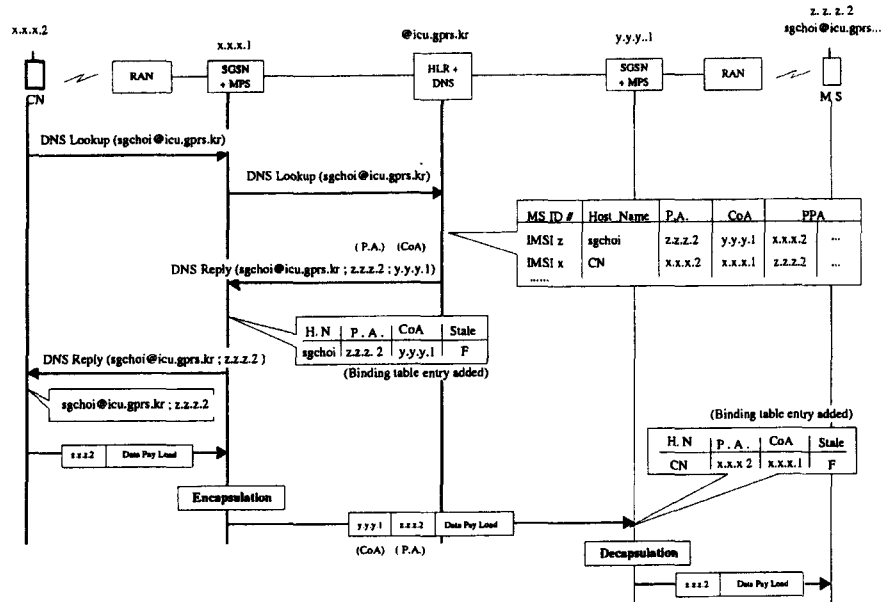 x.x.x.2
x.x.x.1
@icu.gprs.kr
y.y.y..1
z. z. z. 2
sgchoi@icu.gprs...
CN
RAN
SGSN
+ MPS
HLR +
DNS
SGSN
+ MPS
RAN
M S
DNS Lookup (sgchoi@icu.gprs.kr)
DNS Lookup (sgchoi@icu.gprs.kr)
MS ID # Host Name P.A. CoA PPA
IMSI z sgchoi z.z.z.2 y.y.y.1 x.x.x.2 ...
IMSI x CN x.x.x.2 x.x.x.1 z.z.z.2 ...
......
( P.A.) (CoA)
DNS Reply (sgchoi@icu.gprs.kr ; z.z.z.2 ; y.y.y.1)
H. N P . A . CoA Stale
sgchoi z.z.z. 2 y.y.y.1 F
(Binding table entry added)
DNS Reply (sgchoi@icu.gprs.kr ; z.z.z.2 )
sgchoi@icu.gprs.kr ; z.z.z.2
(Binding table entry added)
H. N P . A . CoA Stale
CN x.x.x 2 x.x.x.1 F
z.z.z.2 Data Pay Load
Encapsulation
y.y.y 1 z.z.z.2 Data Pay Load
(CoA) ( P.A.)
Decapsulation
z.z.z.2 Data Pay Load